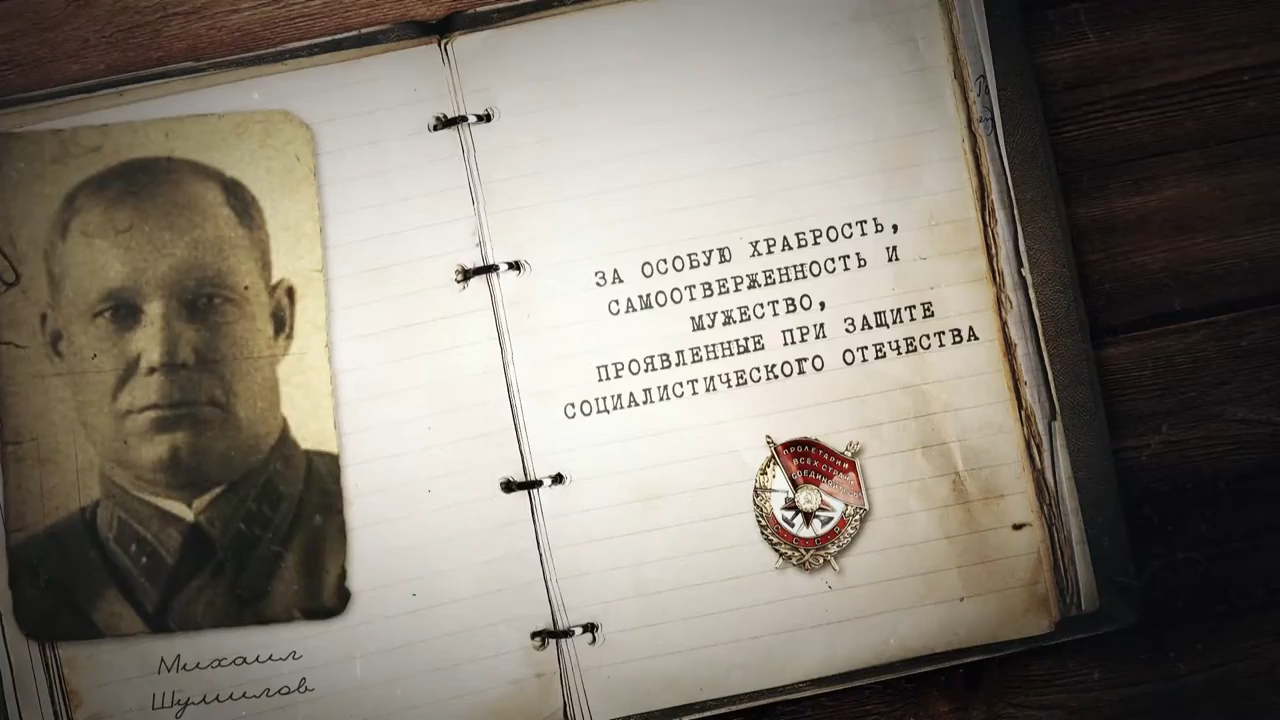 Михаил
Шумилов
ЗА ОСОБУЮ ХРАБРОСТЬ,
САМООТВЕРЖЕННОСТЬ И
МУЖЕСТВО,
ПРОЯВЛЕННЫЕ ПРИ ЗАЩИТЕ
СОЦИАЛИСТИЧЕСКОГО ОТЕЧЕСТВА
ПРОЛЕТАРИИ
ВСЕХ СТРАН
СОЕДИНЯЙТЕСЬ
СССР